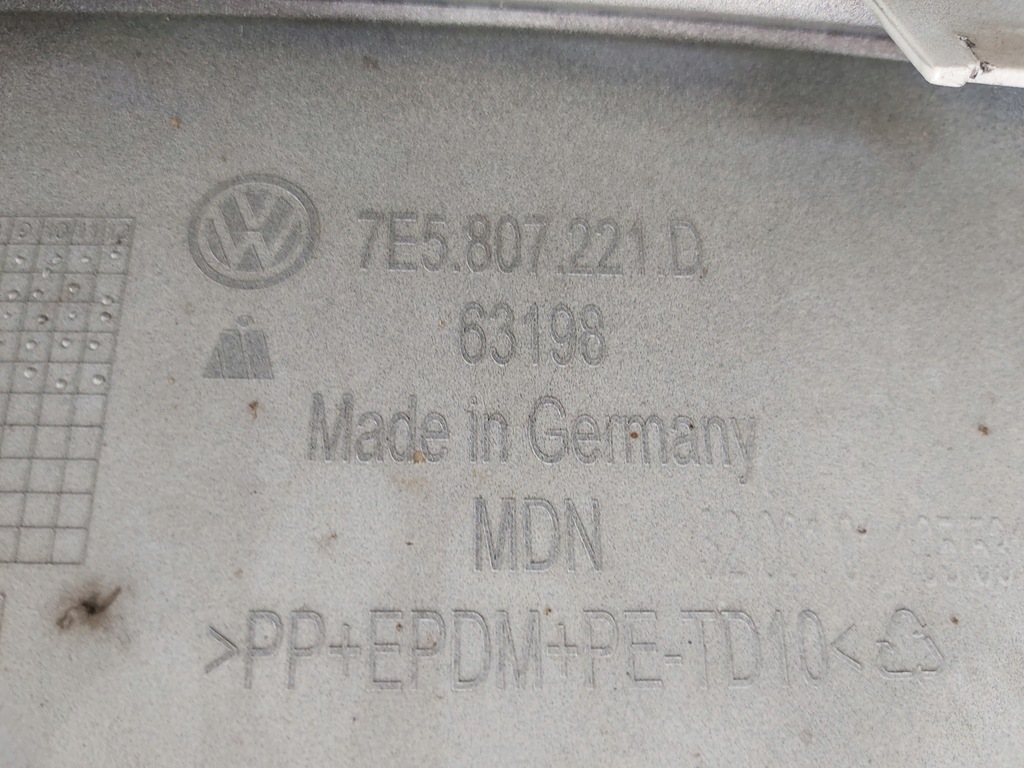 7E5.807.221.D
63198
Made in Germany
MDN
>PP+EPDM+PE-TD10<